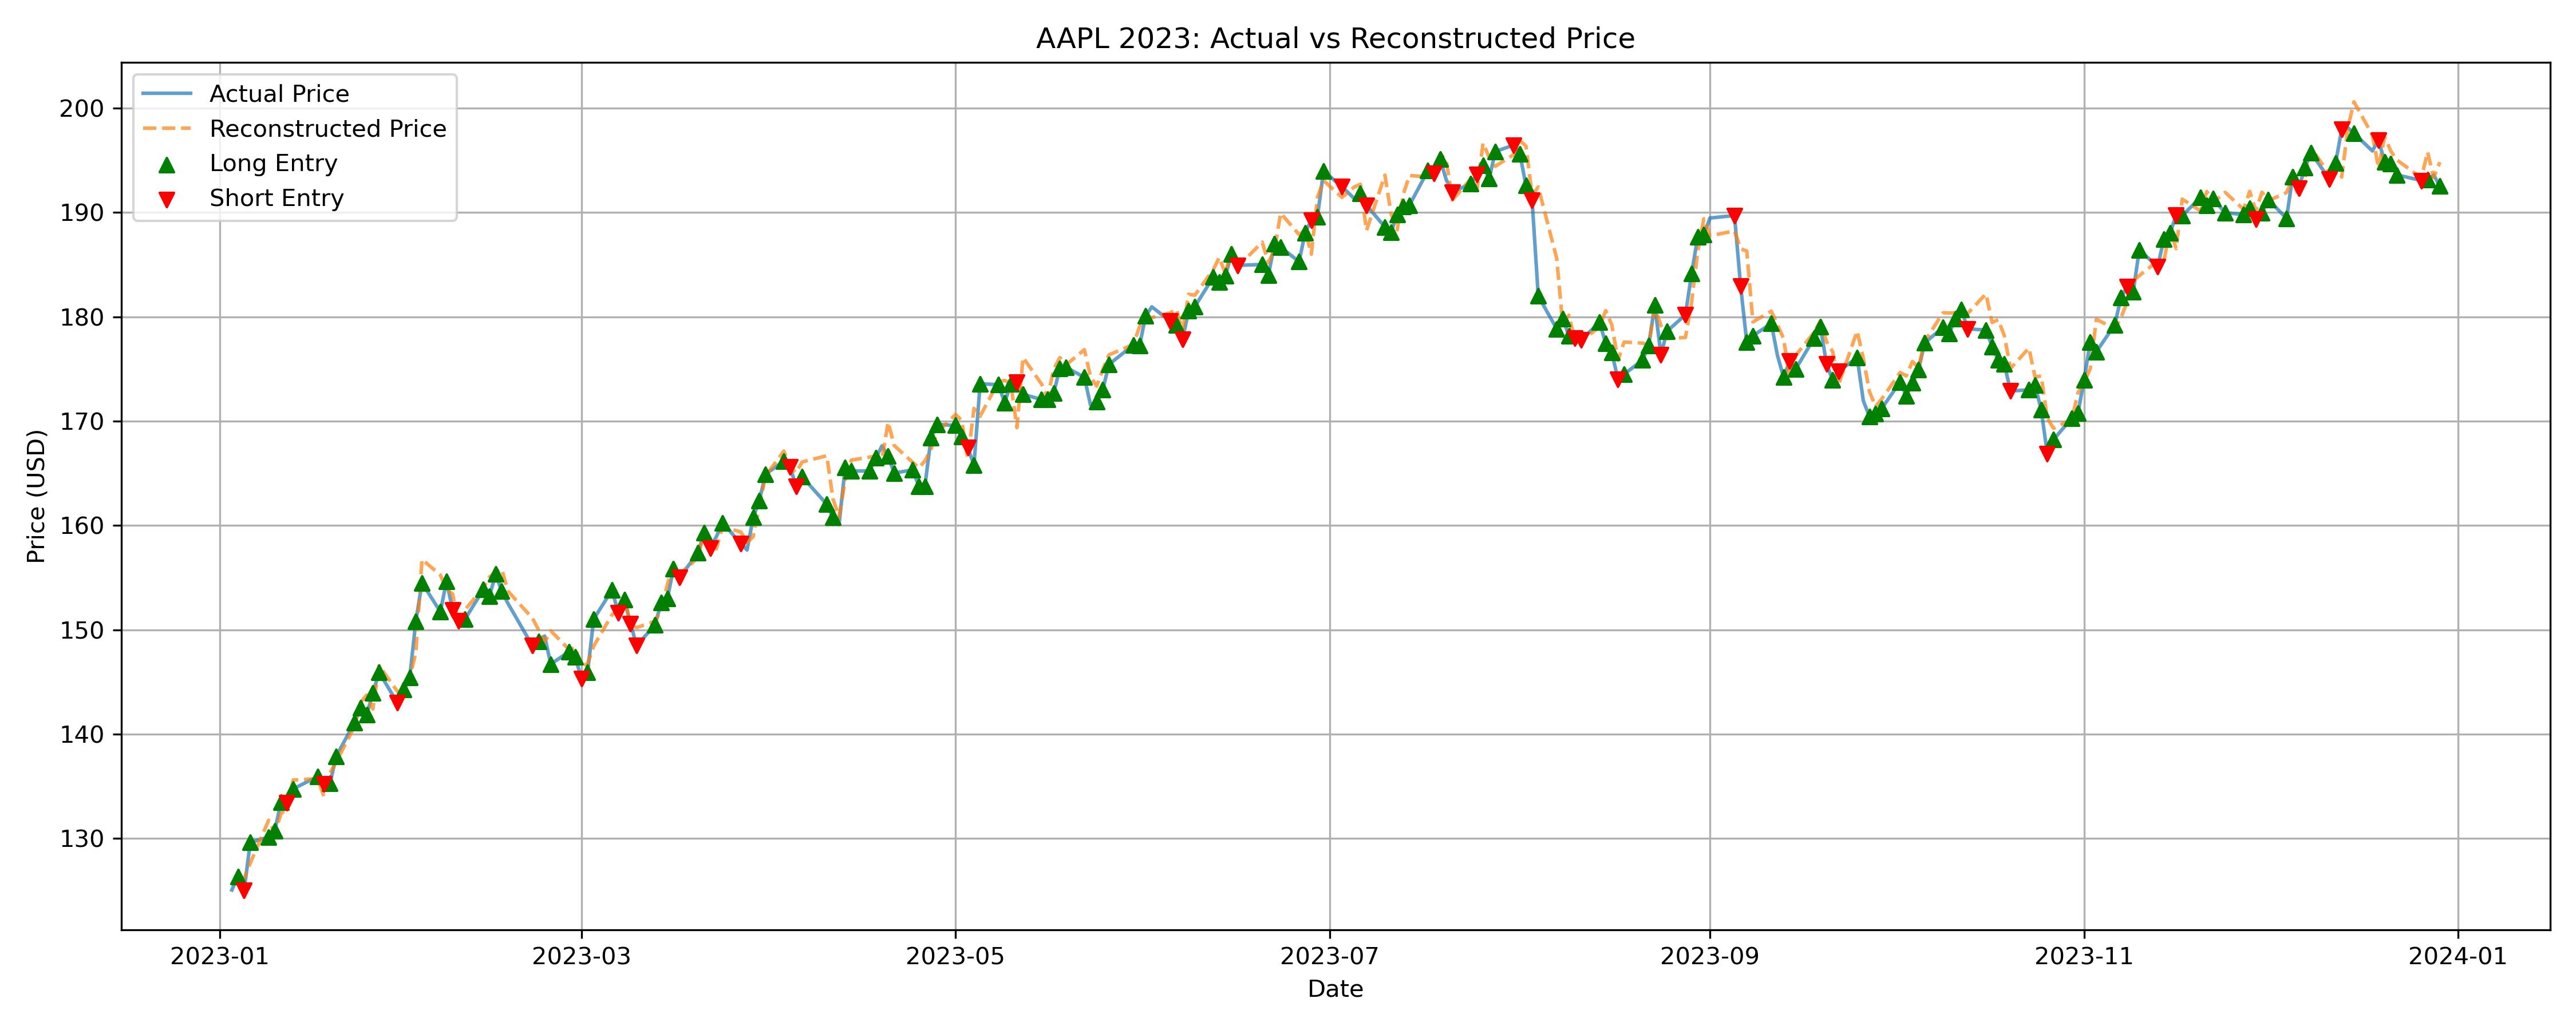 AAPL 2023: Actual vs Reconstructed Price
Actual Price
Reconstructed Price
Long Entry
Short Entry
Price (USD)
200
190
180
170
160
150
140
130
2023-01
2023-03
2023-05
2023-07
2023-09
2023-11
2024-01
Date